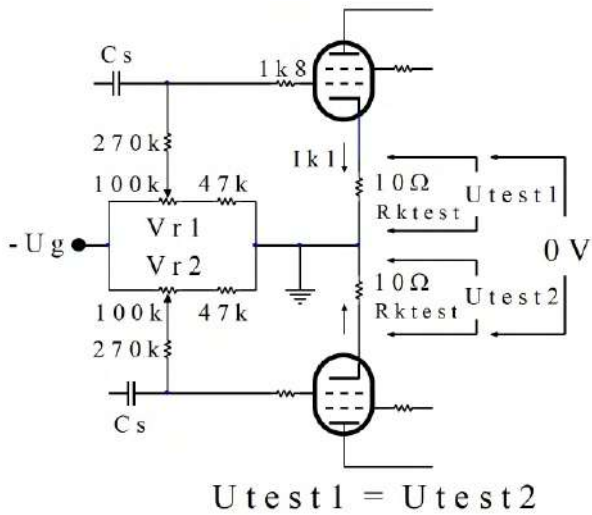 Cs
1k8
270k
Ik1
100k
47k
10Ω
Rktest
Utest1
Vr1
-Ug
0V
Vr2
10Ω
Rktest
Utest2
100k
47k
270k
Cs
Utest1 = Utest2